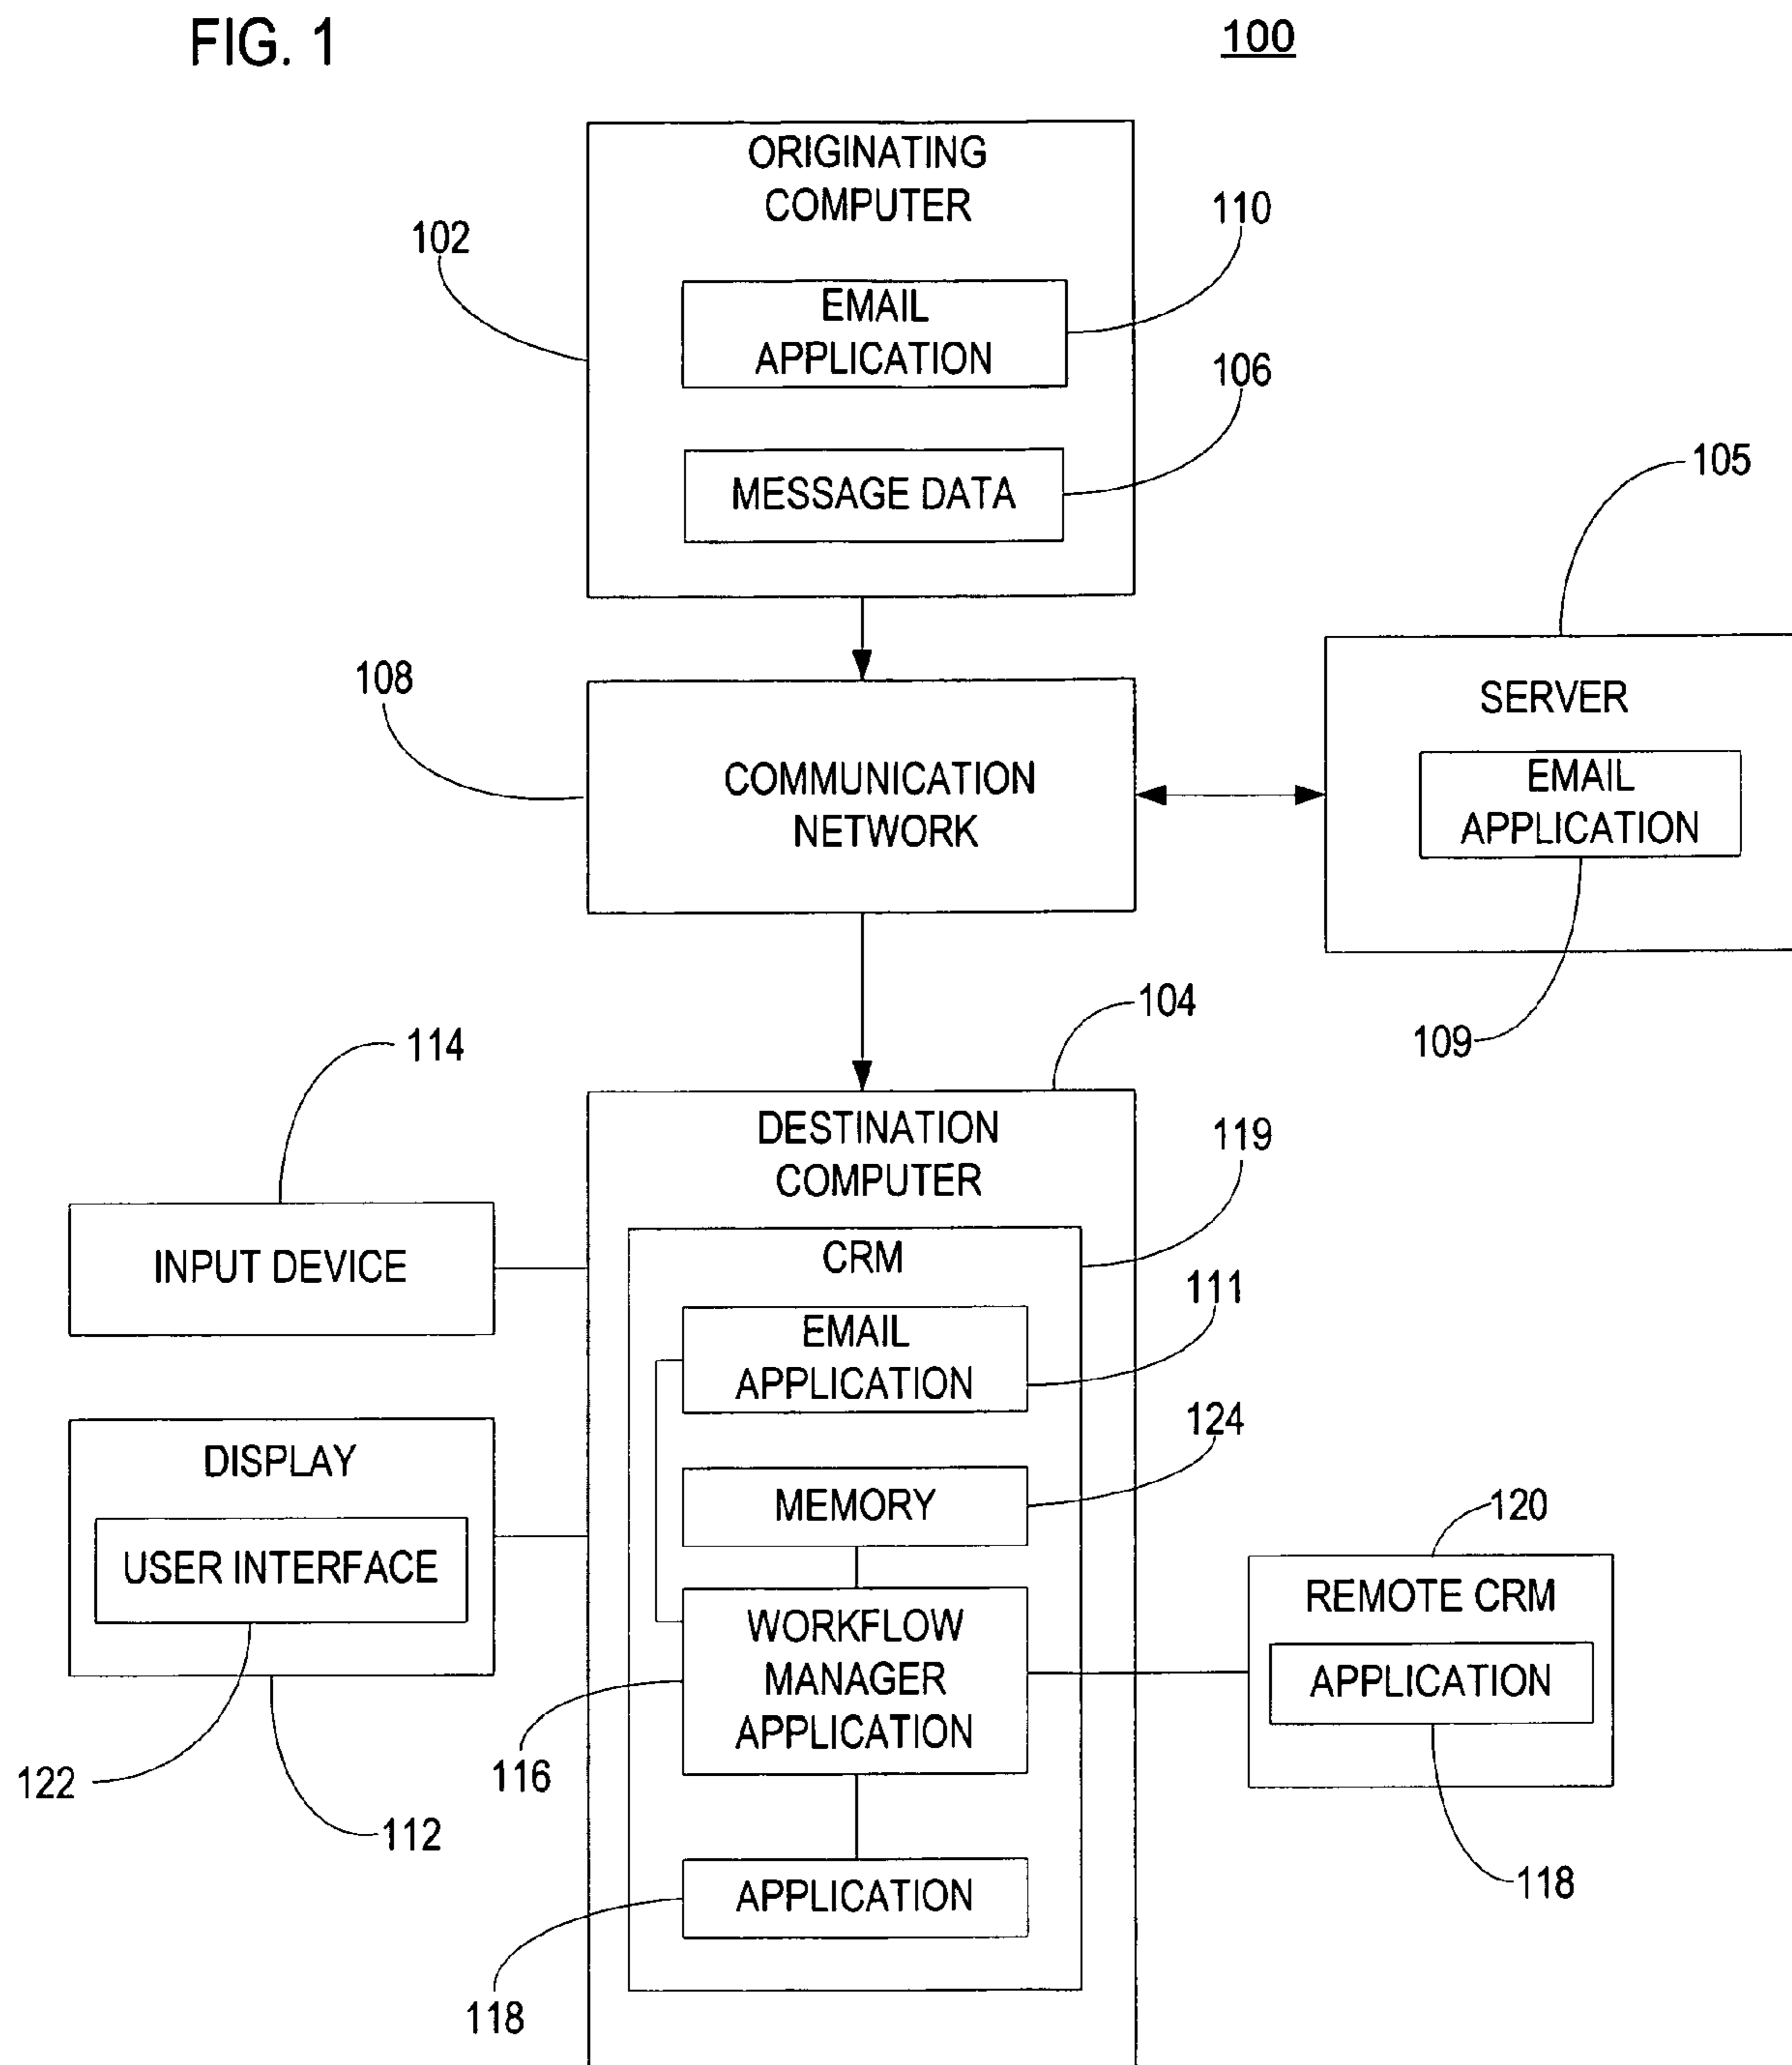 FIG. 1
100
ORIGINATING
COMPUTER
110
102
EMAIL
APPLICATION
106
MESSAGE DATA
105
108
SERVER
COMMUNICATION
NETWORK
EMAIL
APPLICATION
104
109
114
DESTINATION
COMPUTER
119
INPUT DEVICE
CRM
111
EMAIL
APPLICATION
124
DISPLAY
MEMORY
120
USER INTERFACE
REMOTE CRM
WORKFLOW
MANAGER
APPLICATION
APPLICATION
122
116
112
118
APPLICATION
118